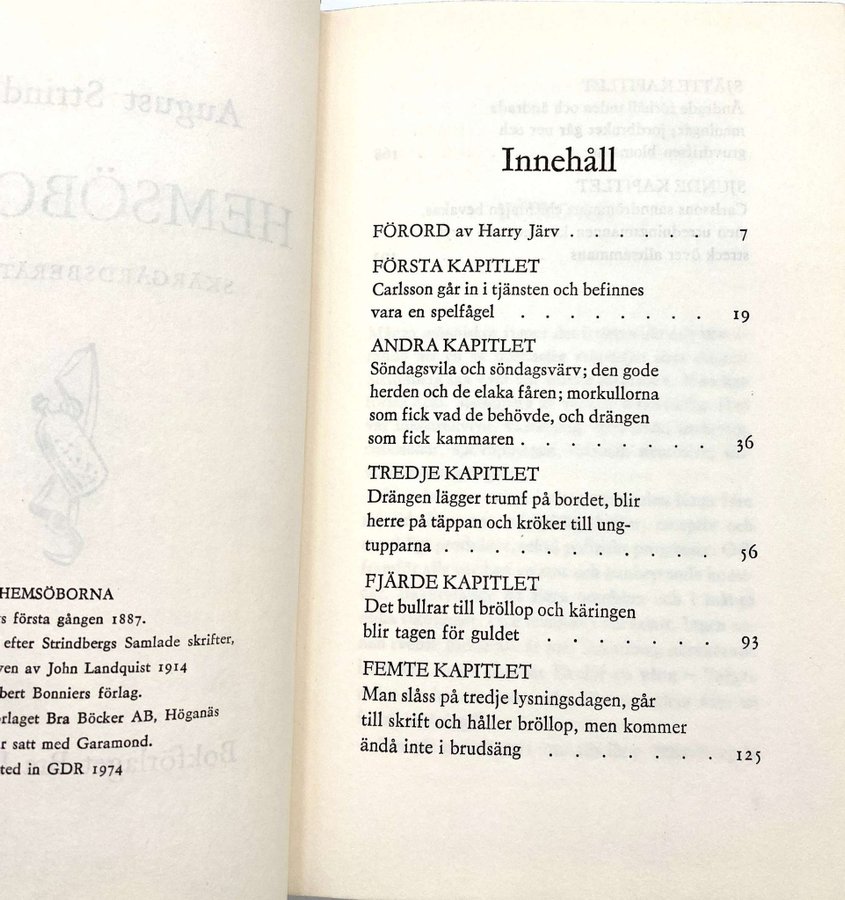 HEMSÖBORNA
första gången 1887.
efter Strindbergs Samlade skrifter,
av John Landquist 1914
Bonniers förlag.
Bra Böcker AB, Höganäs
satt med Garamond.
in GDR 1974
Innehåll
FÖRORD av Harry Järv . . . . . . 7
FÖRSTA KAPITLET
Carlsson går in i tjänsten och befinnes
vara en spelfågel . . . . . . . . 19
ANDRA KAPITLET
Söndagsvila och söndagsvärv; den gode
herden och de elaka fåren; morkullorna
som fick vad de behövde, och drängen
som fick kammaren . . . . . . . . 36
TREDJE KAPITLET
Drängen lägger trumf på bordet, blir
herre på täppan och kröker till ung-
tupparna . . . . . . . . . . . 56
FJÄRDE KAPITLET
Det bullrar till bröllop och käringen
blir tagen för guldet . . . . . . . 93
FEMTE KAPITLET
Man slåss på tredje lysningsdagen, går
till skrift och håller bröllop, men kommer
ändå inte i brudsäng . . . . . . . 125